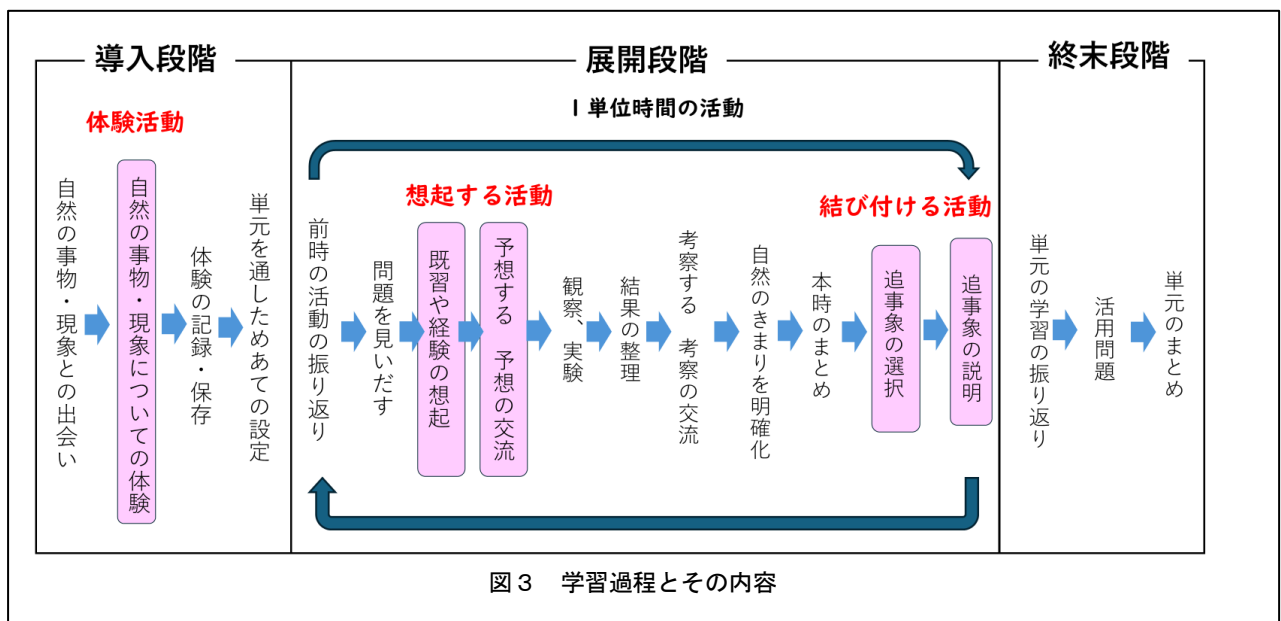 導入段階
展開段階
終末段階
1単位時間の活動
体験活動
想起する活動
結び付ける活動
自然の事物・現象との出会い
自然の事物・現象についての体験
体験の記録・保存
単元を通しためあての設定
前時の活動の振り返り
問題を見いだす
既習や経験の想起
予想する　予想の交流
観察、実験
結果の整理
考察する　考察の交流
自然のきまりを明確化
本時のまとめ
追事象の選択
追事象の説明
単元の学習の振り返り
活用問題
単元のまとめ
図３　学習過程とその内容